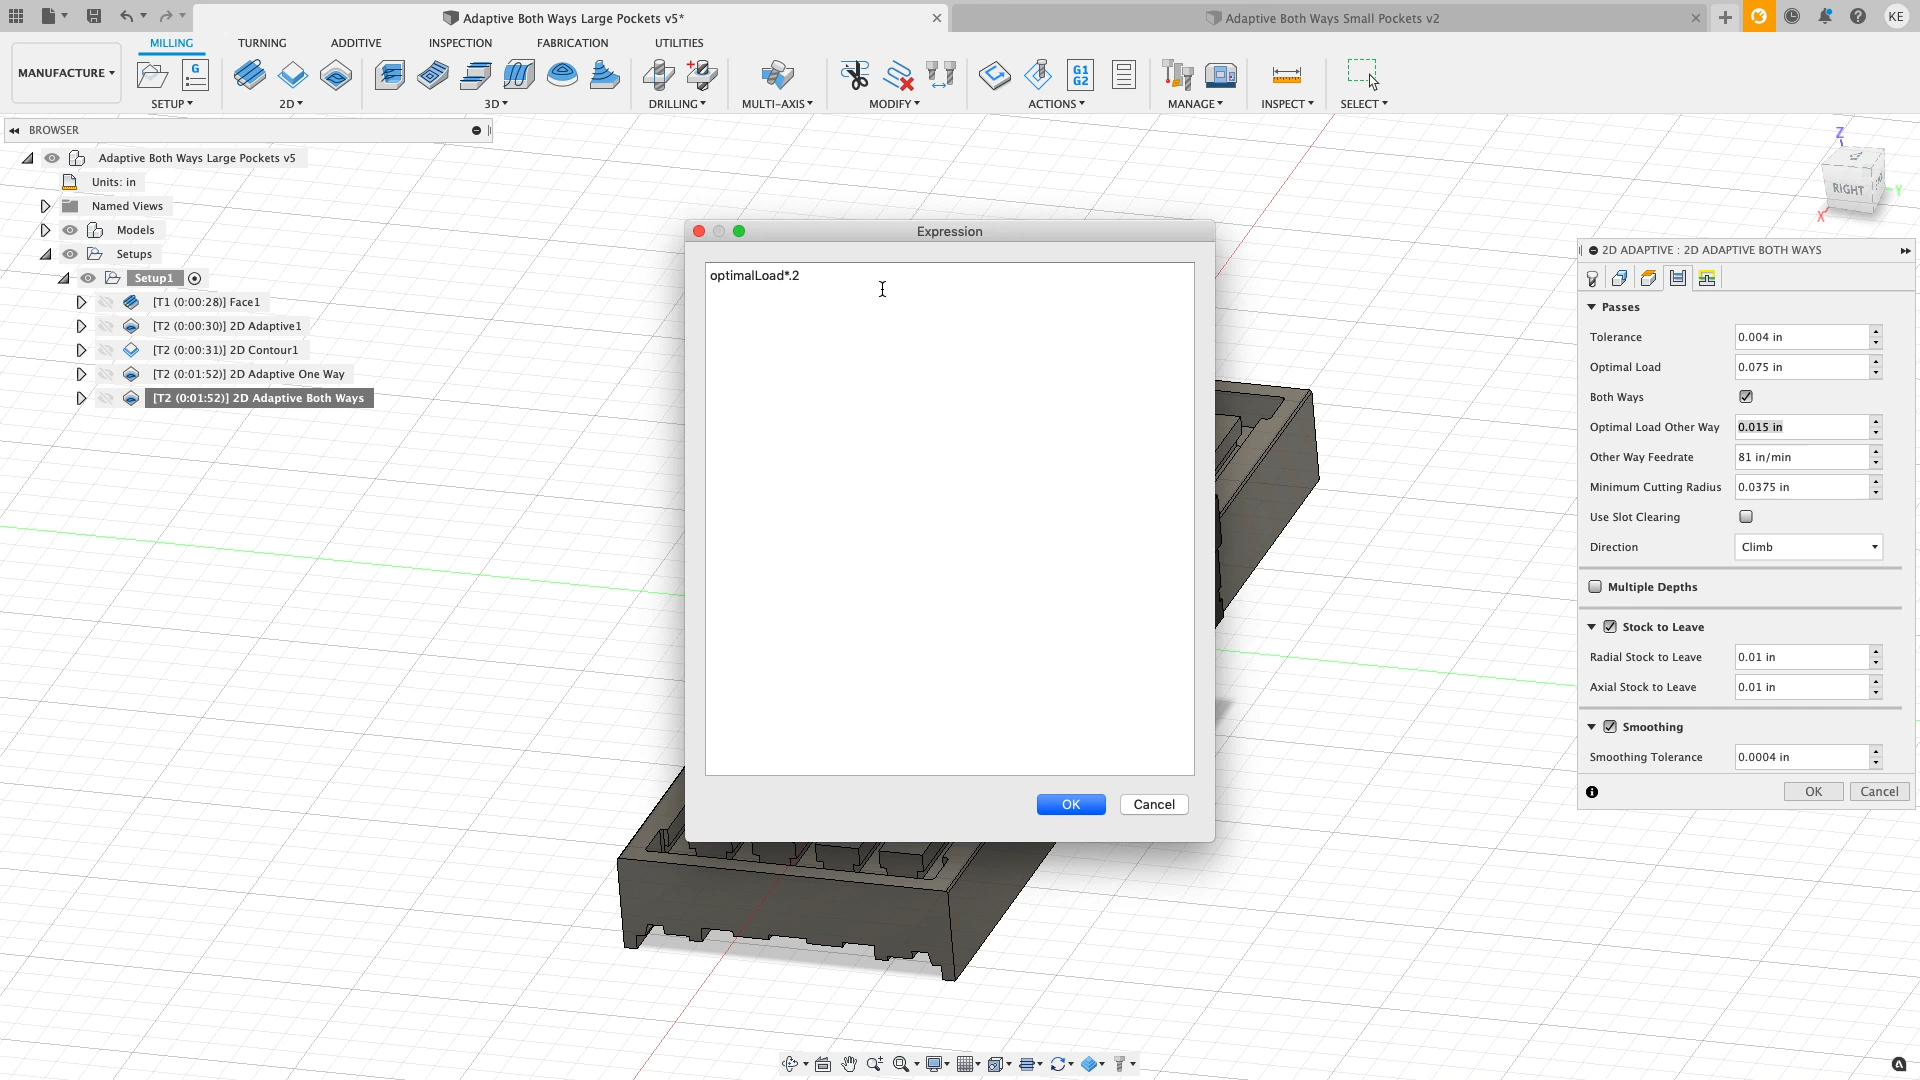 Adaptive Both Ways Large Pockets v5*
Adaptive Both Ways Small Pockets v2
KE
MANUFACTURE
MILLING
TURNING
ADDITIVE
INSPECTION
FABRICATION
UTILITIES
G
G1
G2
SETUP
2D
3D
DRILLING
MULTI-AXIS
MODIFY
ACTIONS
MANAGE
INSPECT
SELECT
BROWSER
Adaptive Both Ways Large Pockets v5
Units: in
Named Views
Models
Setups
Setup1
[T1 (0:00:28)] Face1
[T2 (0:00:30)] 2D Adaptive1
[T2 (0:00:31)] 2D Contour1
[T2 (0:01:52)] 2D Adaptive One Way
[T2 (0:01:52)] 2D Adaptive Both Ways
Expression
optimalLoad*.2
OK
Cancel
Z
RIGHT
Y
X
2D ADAPTIVE : 2D ADAPTIVE BOTH WAYS
Passes
Tolerance 0.004 in
Optimal Load 0.075 in
Both Ways
Optimal Load Other Way 0.015 in
Other Way Feedrate 81 in/min
Minimum Cutting Radius 0.0375 in
Use Slot Clearing
Direction Climb
Multiple Depths
Stock to Leave
Radial Stock to Leave 0.01 in
Axial Stock to Leave 0.01 in
Smoothing
Smoothing Tolerance 0.0004 in
OK
Cancel